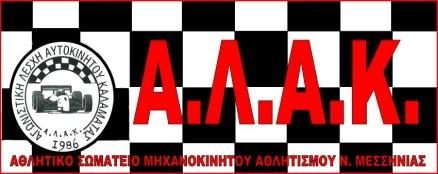 ΑΓΩΝΙΣΤΙΚΗ ΛΕΣΧΗ ΑΥΤΟΚΙΝΗΤΟΥ ΚΑΛΑΜΑΤΑΣ
Α.Λ.Α.Κ.
1986
Α.Λ.Α.Κ.
ΑΘΛΗΤΙΚΟ ΣΩΜΑΤΕΙΟ ΜΗΧΑΝΟΚΙΝΗΤΟΥ ΑΘΛΗΤΙΣΜΟΥ Ν. ΜΕΣΣΗΝΙΑΣ